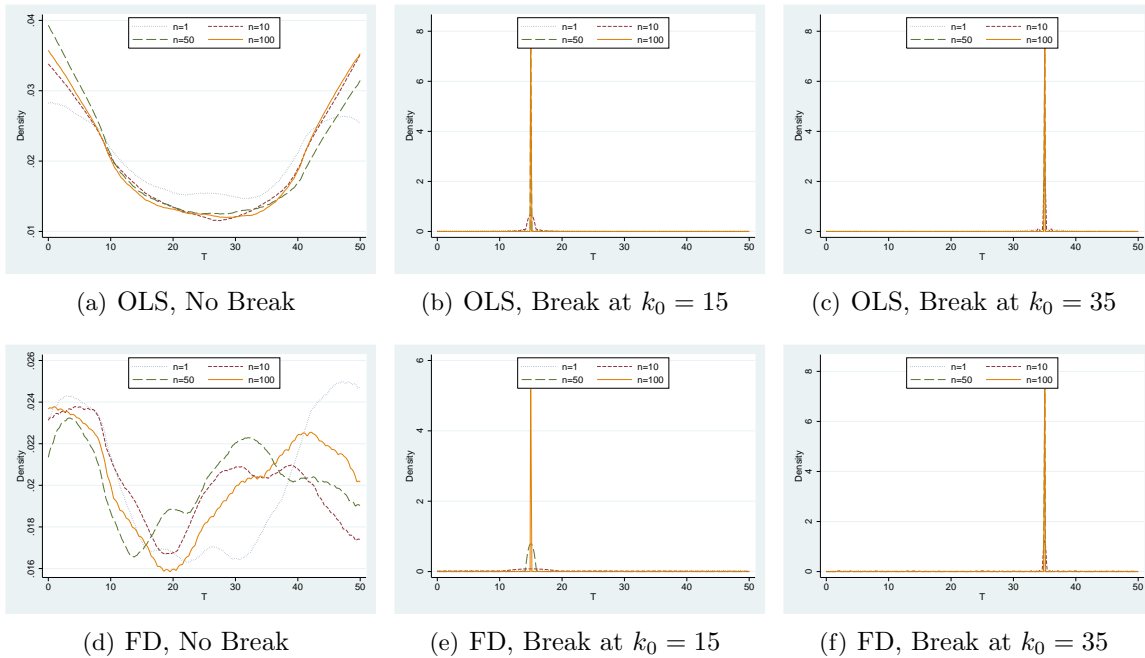 .04
.03
.02
.01
Density
n=1 n=10
n=50 n=100
0 10 20 30 40 50
T
(a) OLS, No Break
8
6
4
2
0
Density
n=1 n=10
n=50 n=100
0 10 20 30 40 50
T
(b) OLS, Break at k₀ = 15
8
6
4
2
0
Density
n=1 n=10
n=50 n=100
0 10 20 30 40 50
T
(c) OLS, Break at k₀ = 35
.026
.024
.022
.02
.018
.016
Density
n=1 n=10
n=50 n=100
0 10 20 30 40 50
T
(d) FD, No Break
6
4
2
0
Density
n=1 n=10
n=50 n=100
0 10 20 30 40 50
T
(e) FD, Break at k₀ = 15
8
6
4
2
0
Density
n=1 n=10
n=50 n=100
0 10 20 30 40 50
T
(f) FD, Break at k₀ = 35